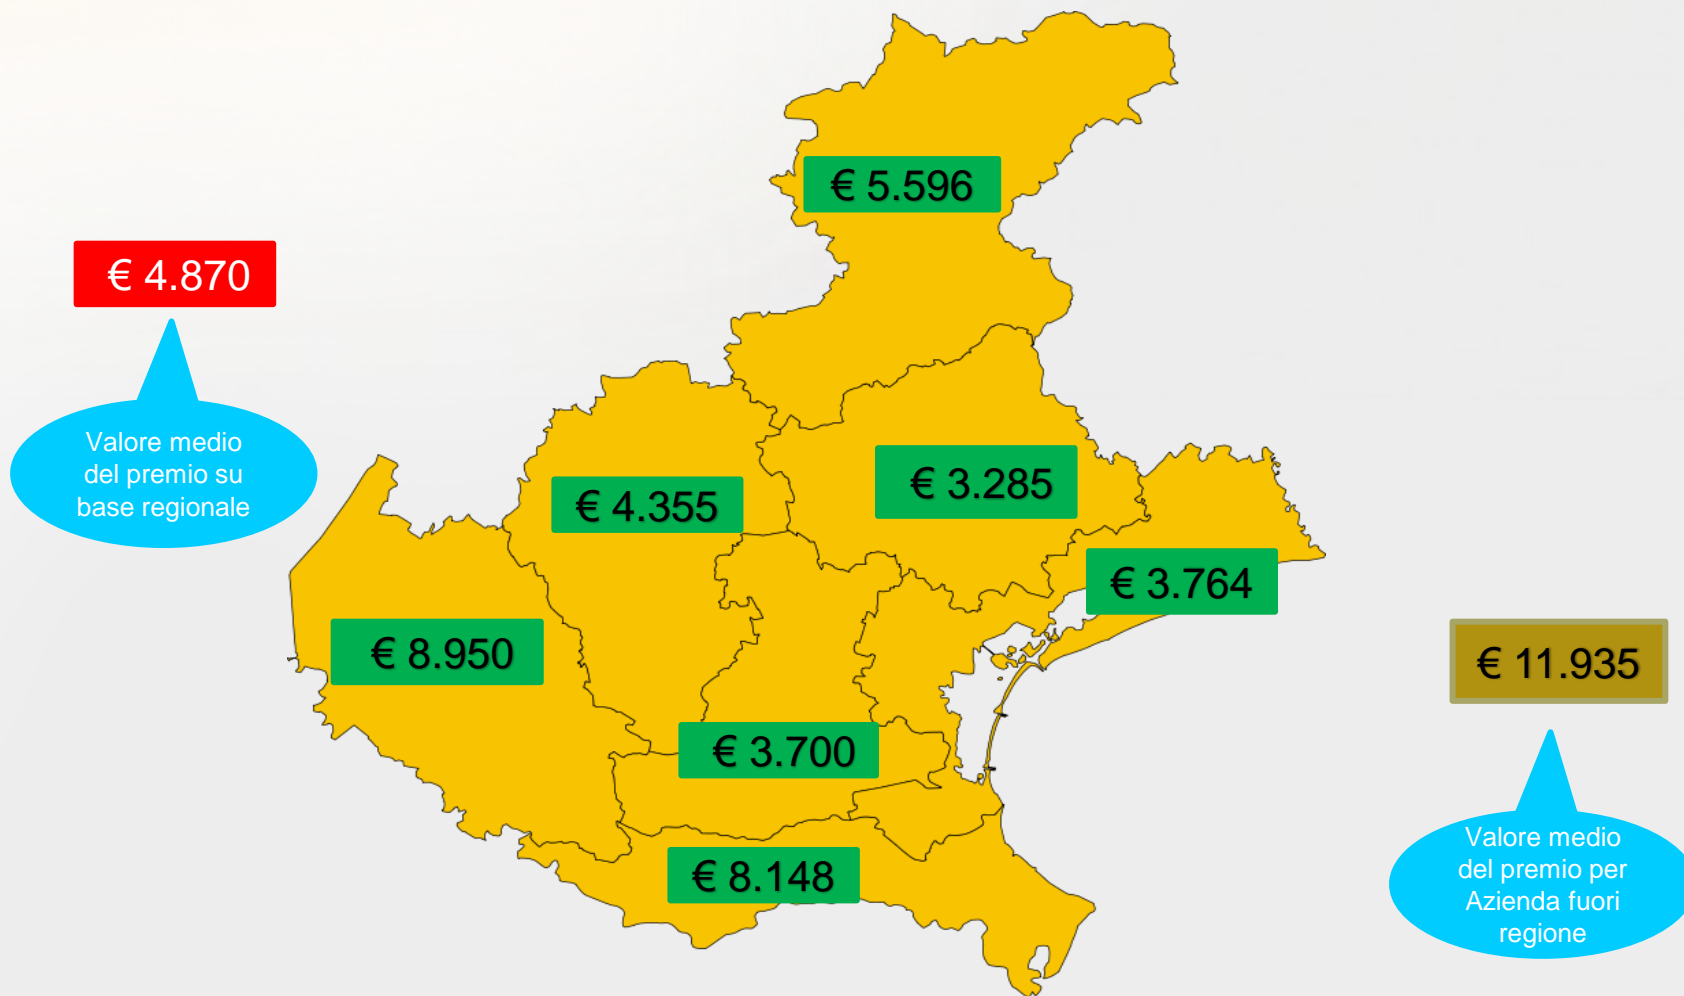 € 5.596
€ 4.870
Valore medio
del premio su
base regionale
€ 4.355
€ 3.285
€ 3.764
€ 8.950
€ 3.700
€ 8.148
€ 11.935
Valore medio
del premio per
Azienda fuori
regione